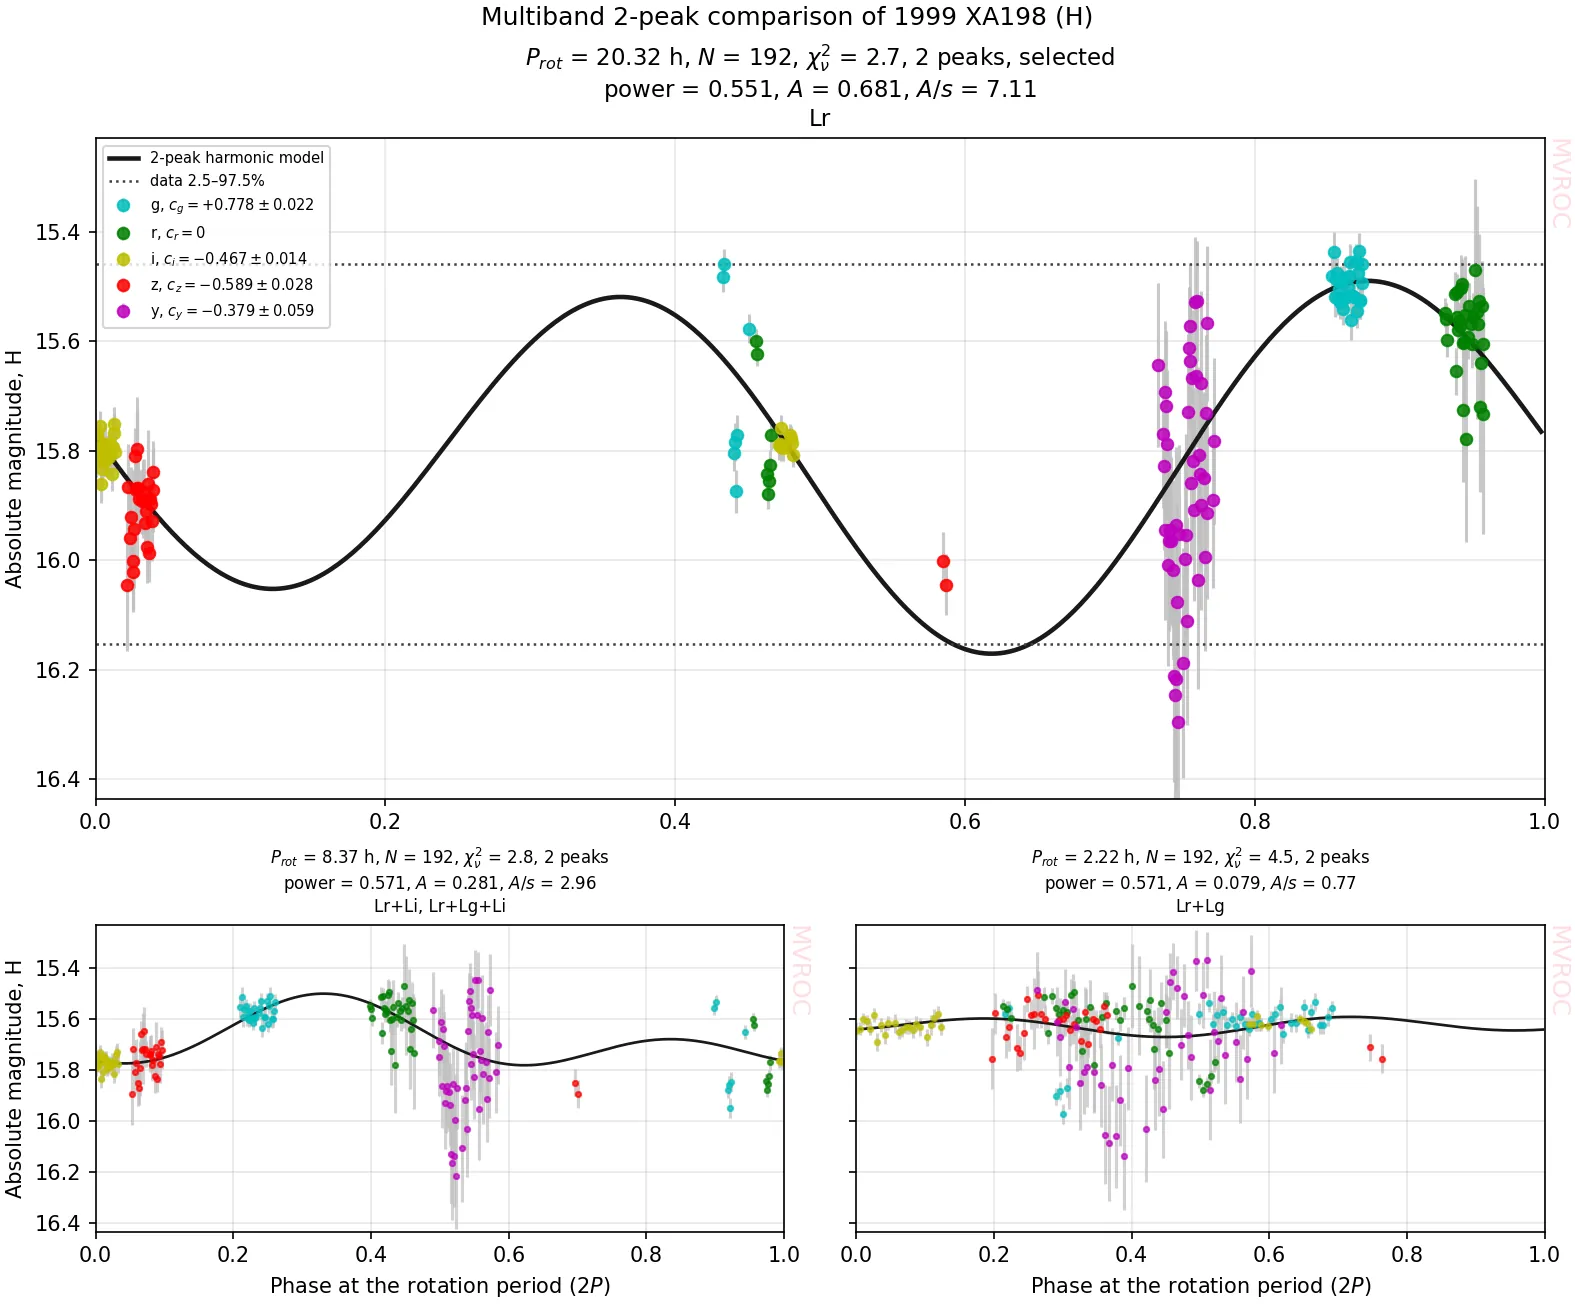 Multiband 2-peak comparison of 1999 XA198 (H)
P_rot = 20.32 h, N = 192, χ²_ν = 2.7, 2 peaks, selected
power = 0.551, A = 0.681, A/s = 7.11
Lr
2-peak harmonic model
data 2.5–97.5%
g, c_g = +0.778 ± 0.022
r, c_r = 0
i, c_i = −0.467 ± 0.014
z, c_z = −0.589 ± 0.028
y, c_y = −0.379 ± 0.059
MVROC
Absolute magnitude, H
15.4
15.6
15.8
16.0
16.2
16.4
0.0 0.2 0.4 0.6 0.8 1.0
P_rot = 8.37 h, N = 192, χ²_ν = 2.8, 2 peaks
power = 0.571, A = 0.281, A/s = 2.96
Lr+Li, Lr+Lg+Li
MVROC
Absolute magnitude, H
15.4
15.6
15.8
16.0
16.2
16.4
0.0 0.2 0.4 0.6 0.8 1.0
Phase at the rotation period (2P)
P_rot = 2.22 h, N = 192, χ²_ν = 4.5, 2 peaks
power = 0.571, A = 0.079, A/s = 0.77
Lr+Lg
MVROC
0.0 0.2 0.4 0.6 0.8 1.0
Phase at the rotation period (2P)